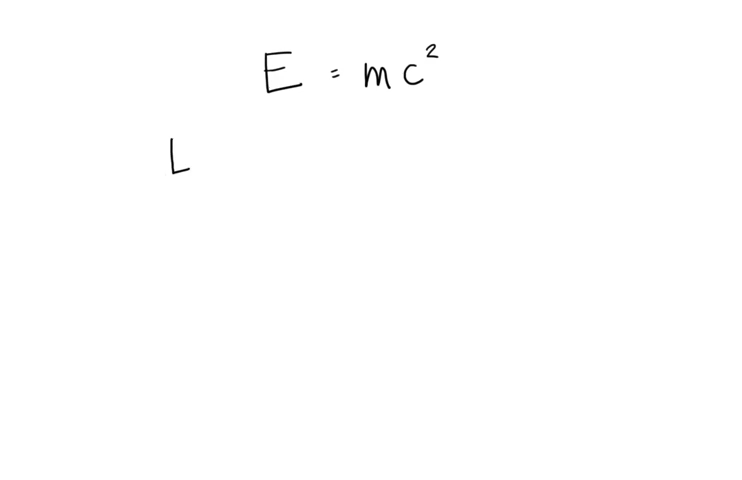 E = mc²
L